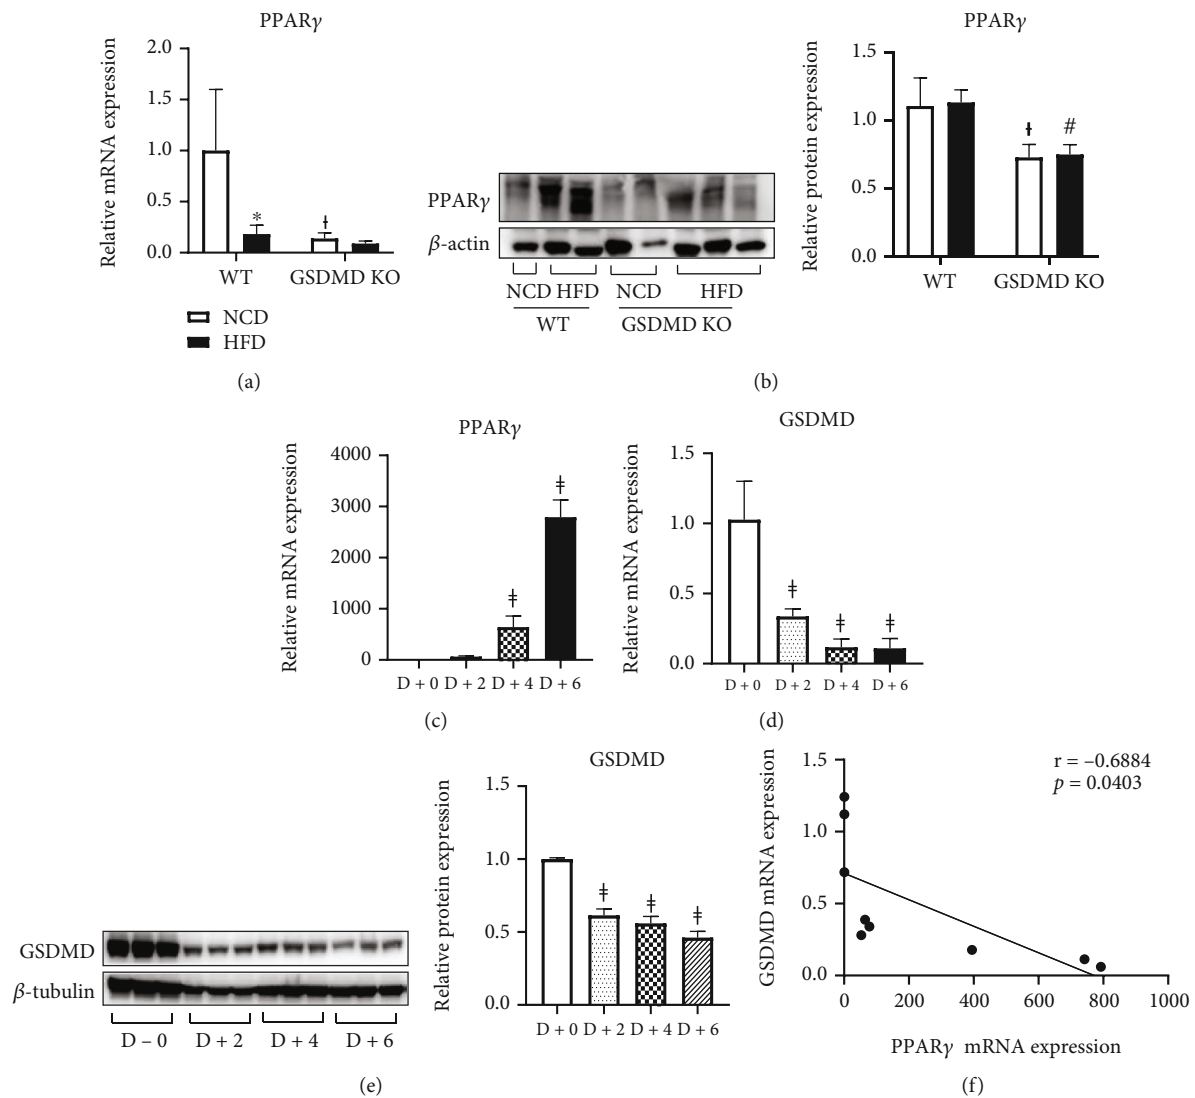 PPARγ
Relative mRNA expression
2.0
1.5
1.0
0.5
0.0
*
ƚ
WT
GSDMD KO
NCD
HFD
(a)
PPARγ
β-actin
NCD HFD
NCD
HFD
WT
GSDMD KO
PPARγ
Relative protein expression
1.5
1.0
0.5
0.0
ƚ
#
WT
GSDMD KO
(b)
PPARγ
Relative mRNA expression
4000
3000
2000
1000
0
ǂ
ǂ
D + 0 D + 2 D + 4 D + 6
(c)
GSDMD
Relative mRNA expression
1.5
1.0
0.5
0.0
ǂ
ǂ
ǂ
D + 0 D + 2 D + 4 D + 6
(d)
GSDMD
β-tubulin
D – 0
D + 2
D + 4
D + 6
GSDMD
Relative protein expression
1.5
1.0
0.5
0.0
ǂ
ǂ
ǂ
D + 0 D + 2 D + 4 D + 6
(e)
GSDMD mRNA expression
1.5
1.0
0.5
0.0
r = –0.6884
p = 0.0403
0 200 400 600 800 1000
PPARγ mRNA expression
(f)